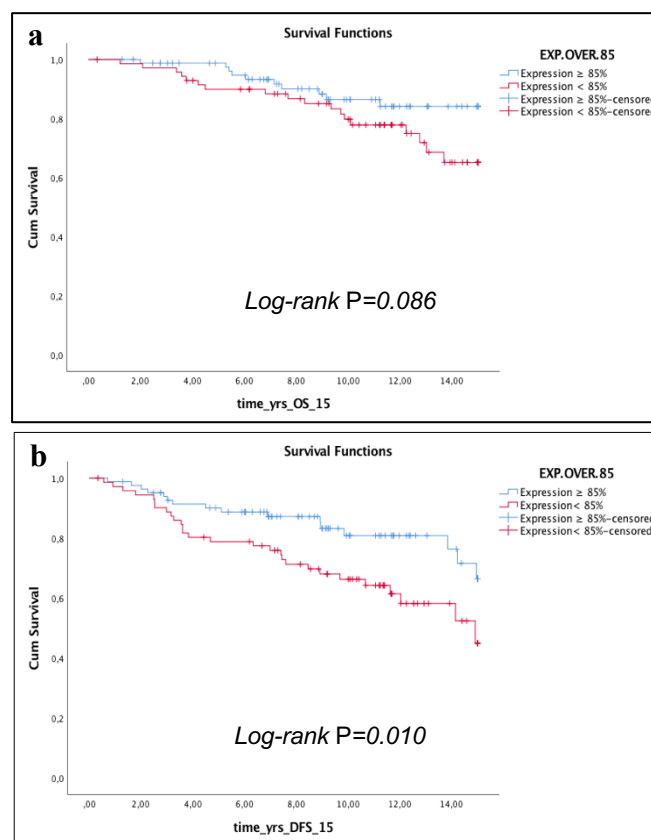 a
Survival Functions
EXP.OVER.85
Expression ≥ 85%
Expression < 85%
Expression ≥ 85%-censored
Expression < 85%-censored
Cum Survival
1,0
0,8
0,6
0,4
0,2
0,0
Log-rank P=0.086
,00 2,00 4,00 6,00 8,00 10,00 12,00 14,00
time_yrs_OS_15
b
Survival Functions
EXP.OVER.85
Expression ≥ 85%
Expression< 85%
Expression ≥ 85%-censored
Expression< 85%-censored
Cum Survival
1,0
0,8
0,6
0,4
0,2
0,0
Log-rank P=0.010
,00 2,00 4,00 6,00 8,00 10,00 12,00 14,00
time_yrs_DFS_15